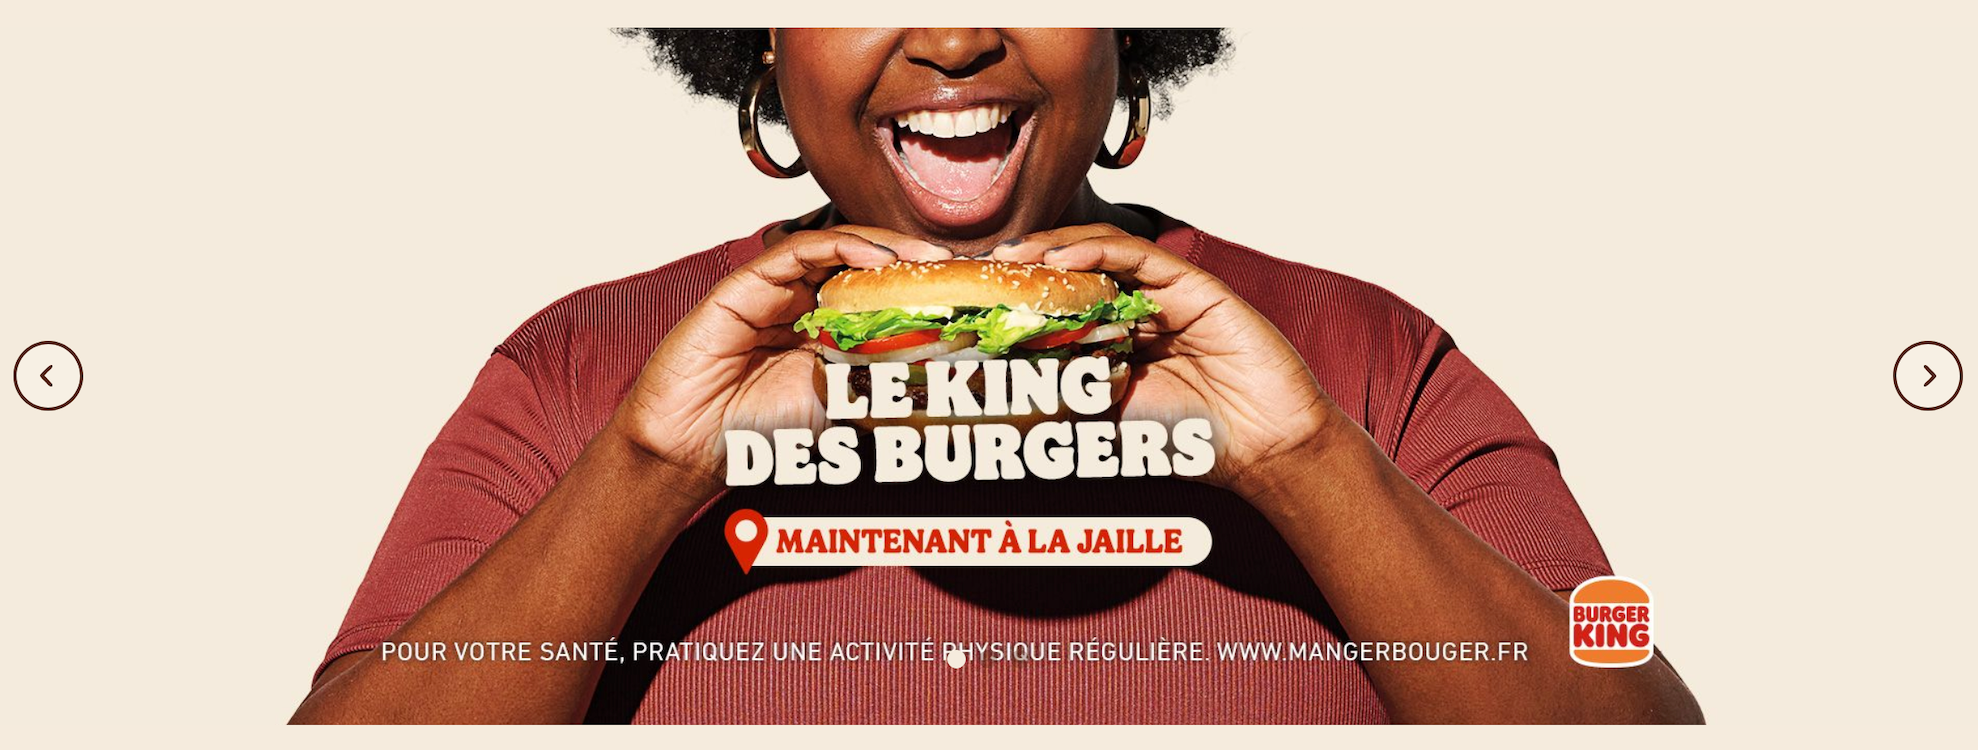 LE KING
DES BURGERS
MAINTENANT À LA JAILLE
POUR VOTRE SANTÉ, PRATIQUEZ UNE ACTIVITÉ PHYSIQUE RÉGULIÈRE. WWW.MANGERBOUGER.FR
BURGER
KING